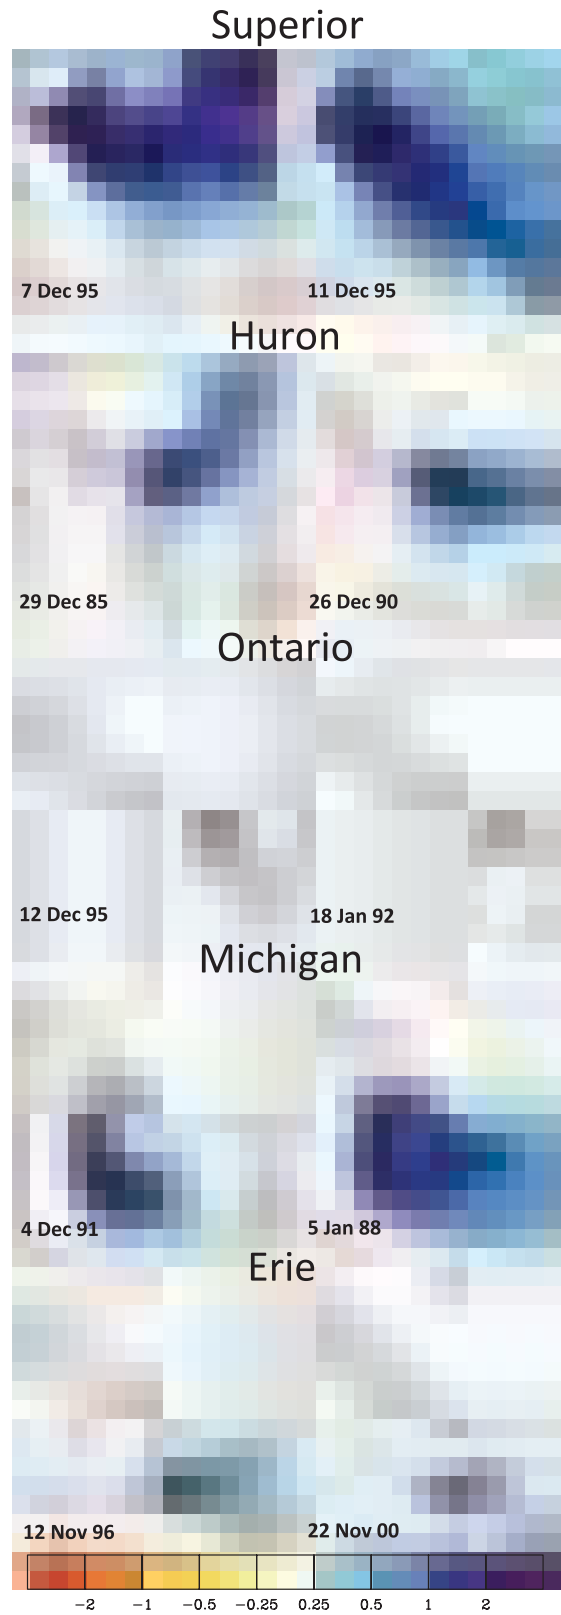 Superior
7 Dec 95 11 Dec 95
Huron
29 Dec 85 26 Dec 90
Ontario
12 Dec 95 18 Jan 92
Michigan
4 Dec 91 5 Jan 88
Erie
12 Nov 96 22 Nov 00
−2 −1 −0.5 −0.25 0.25 0.5 1 2